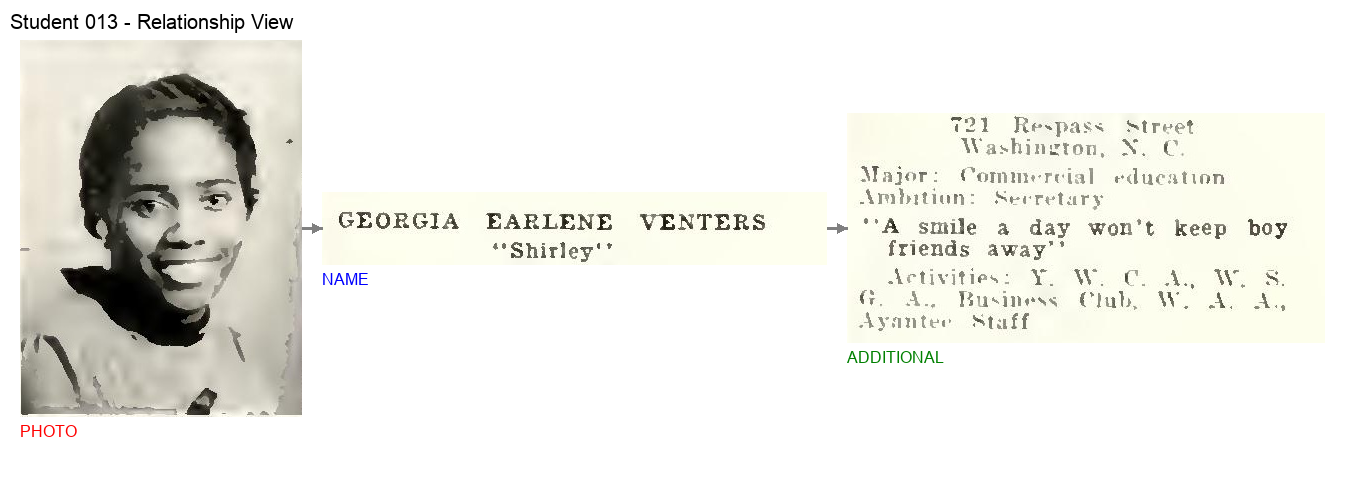 Student 013 - Relationship View
GEORGIA EARLENE VENTERS
"Shirley"
721 Respass Street
Washington, N. C.
Major: Commercial education
Ambition: Secretary
"A smile a day won't keep boy
friends away"
Activities: Y. W. C. A., W. S.
G. A., Business Club, W. A. A.,
Ayantee Staff
NAME
ADDITIONAL
PHOTO